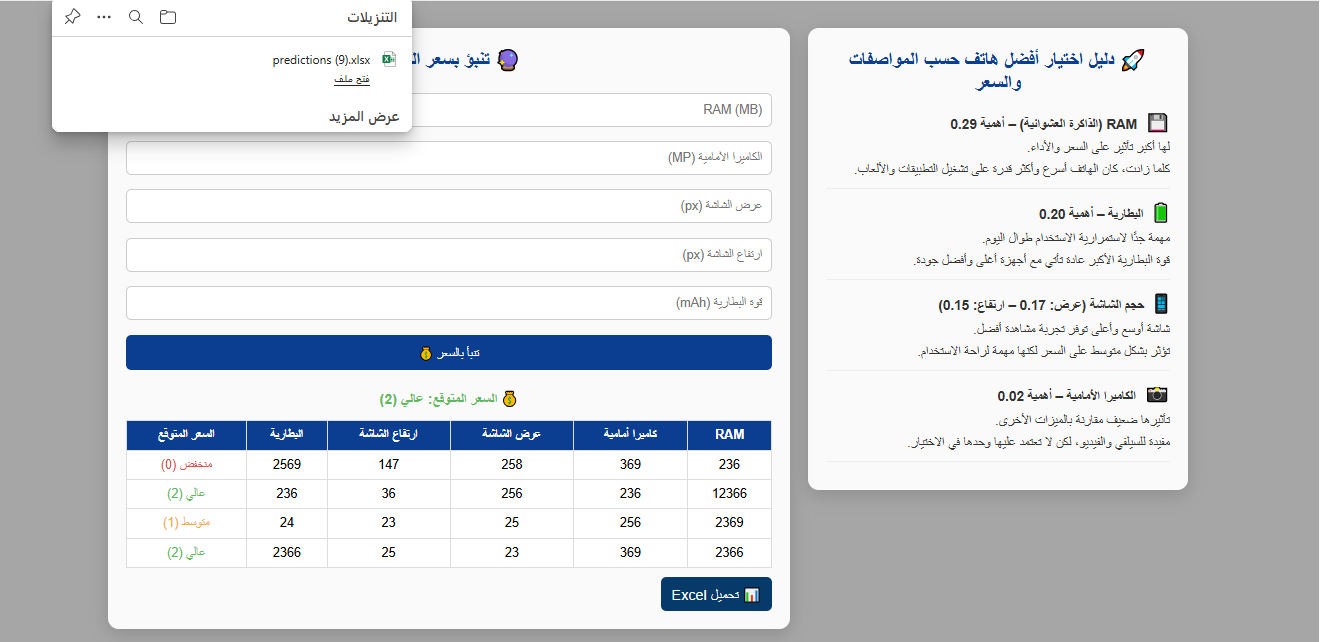 التنزيلات
predictions (9).xlsx
فتح ملف
عرض المزيد
دليل اختيار أفضل هاتف حسب المواصفات
والسعر
RAM (الذاكرة العشوائية) – أهمية 0.29
لها أكبر تأثير على السعر والأداء.
كلما زادت، كان الهاتف أسرع وأكثر قدرة على تشغيل التطبيقات والألعاب.
البطارية – أهمية 0.20
مهمة جدًا لاستمرارية الاستخدام طوال اليوم.
قوة البطارية الأكبر عادة تأتي مع أجهزة أغلى وأفضل جودة.
حجم الشاشة (عرض: 0.17 – ارتفاع: 0.15)
شاشة أوسع وأعلى توفر تجربة مشاهدة أفضل.
تؤثر بشكل متوسط على السعر لكنها مهمة لراحة الاستخدام.
الكاميرا الأمامية – أهمية 0.02
تأثيرها ضعيف مقارنة بالميزات الأخرى.
مفيدة للسيلفي والفيديو، لكن لا تعتمد عليها وحدها في الاختيار.
تنبؤ بسعر
RAM (MB)
الكاميرا الأمامية (MP)
عرض الشاشة (px)
ارتفاع الشاشة (px)
قوة البطارية (mAh)
تنبأ بالسعر
السعر المتوقع: عالي (2)
RAM كاميرا أمامية عرض الشاشة ارتفاع الشاشة البطارية السعر المتوقع
236 369 258 147 2569 منخفض (0)
12366 236 256 36 236 عالي (2)
2369 256 25 23 24 متوسط (1)
2366 369 23 25 2366 عالي (2)
تحميل Excel